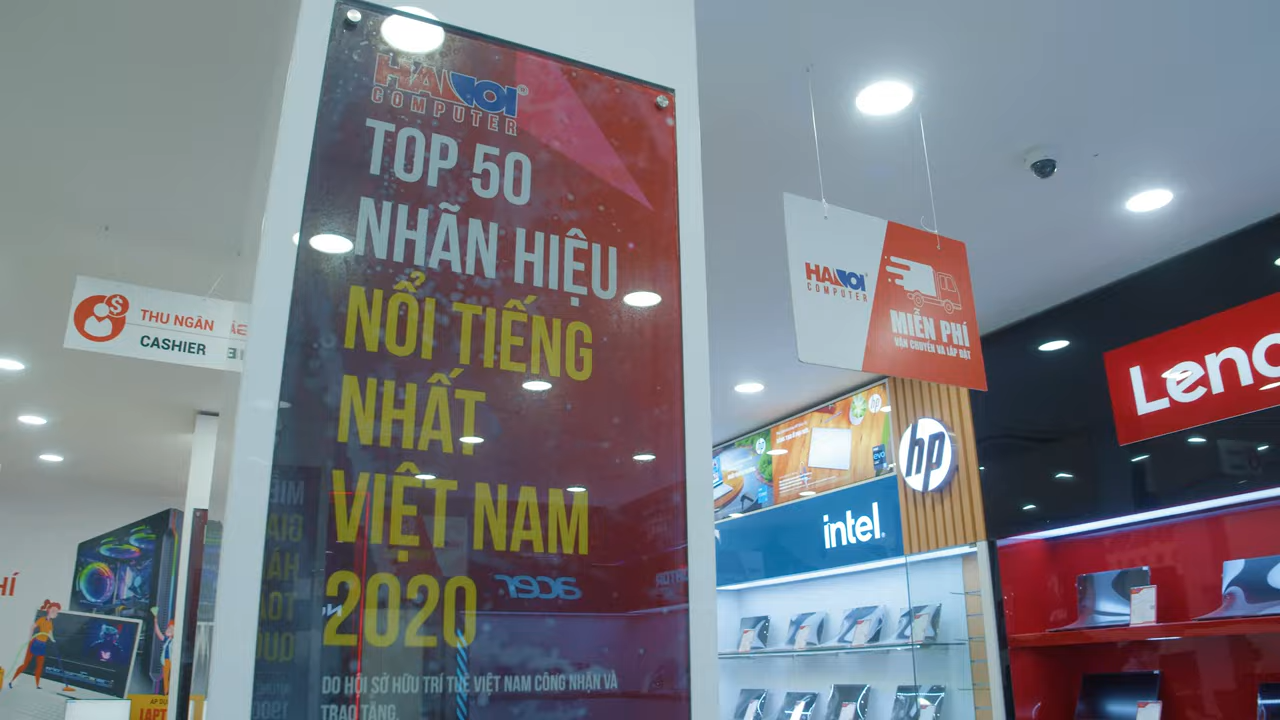 HANOI
COMPUTER
TOP 50
NHÃN HIỆU
NỔI TIẾNG
NHẤT
VIỆT NAM
2020
DO HỘI SỞ HỮU TRÍ TUỆ VIỆT NAM CÔNG NHẬN VÀ
TRAO TẶNG.
THU NGÂN
CASHIER
HANOI
COMPUTER
MIỄN PHÍ
VẬN CHUYỂN VÀ LẮP ĐẶT
Leno
hp
evo
intel.
acer